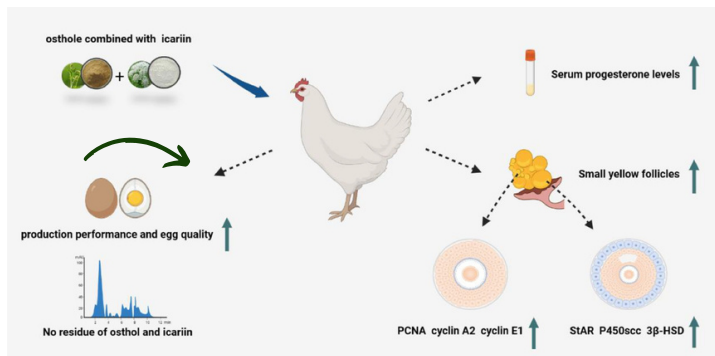 osthole combined with icariin
+
Serum progesterone levels
Small yellow follicles
production performance and egg quality
No residue of osthol and icariin
PCNA cyclin A2 cyclin E1
StAR P450scc 3β-HSD